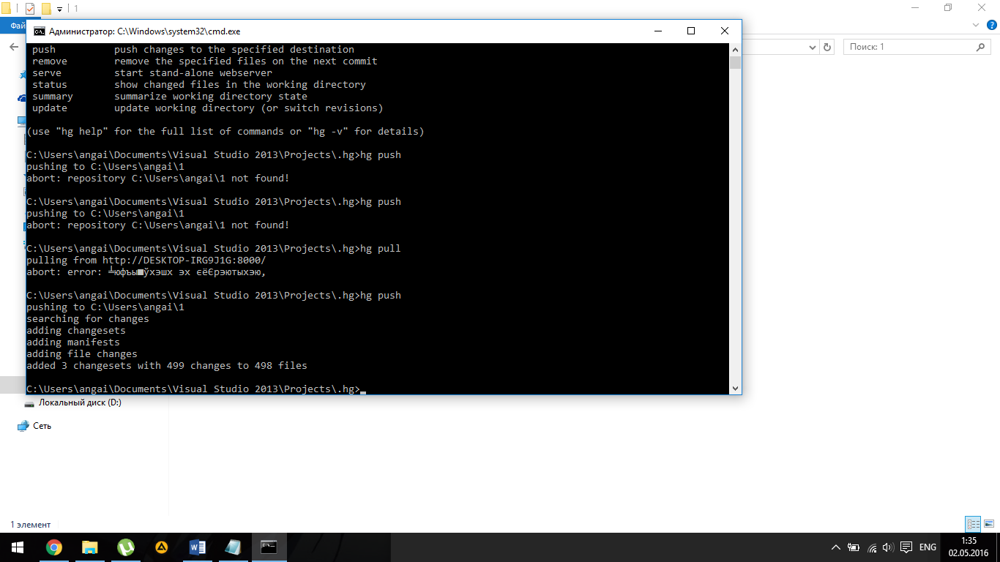 1
Фай
Администратор: C:\Windows\system32\cmd.exe
Поиск: 1
push push changes to the specified destination
remove remove the specified files on the next commit
serve start stand-alone webserver
status show changed files in the working directory
summary summarize working directory state
update update working directory (or switch revisions)
(use "hg help" for the full list of commands or "hg -v" for details)
C:\Users\angai\Documents\Visual Studio 2013\Projects\.hg>hg push
pushing to C:\Users\angai\1
abort: repository C:\Users\angai\1 not found!
C:\Users\angai\Documents\Visual Studio 2013\Projects\.hg>hg push
pushing to C:\Users\angai\1
abort: repository C:\Users\angai\1 not found!
C:\Users\angai\Documents\Visual Studio 2013\Projects\.hg>hg pull
pulling from http://DESKTOP-IRG9J1G:8000/
abort: error: ╧юфъы■ўхэшх эх єёЄрэютыхэю,
C:\Users\angai\Documents\Visual Studio 2013\Projects\.hg>hg push
pushing to C:\Users\angai\1
searching for changes
adding changesets
adding manifests
adding file changes
added 3 changesets with 499 changes to 498 files
C:\Users\angai\Documents\Visual Studio 2013\Projects\.hg>
Локальный диск (D:)
Сеть
1 элемент
ENG
1:35
02.05.2016